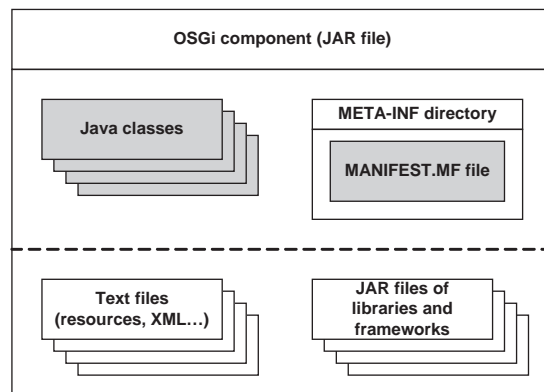 OSGi component (JAR file)
Java classes
META-INF directory
MANIFEST.MF file
Text files
(resources, XML…)
JAR files of
libraries and
frameworks